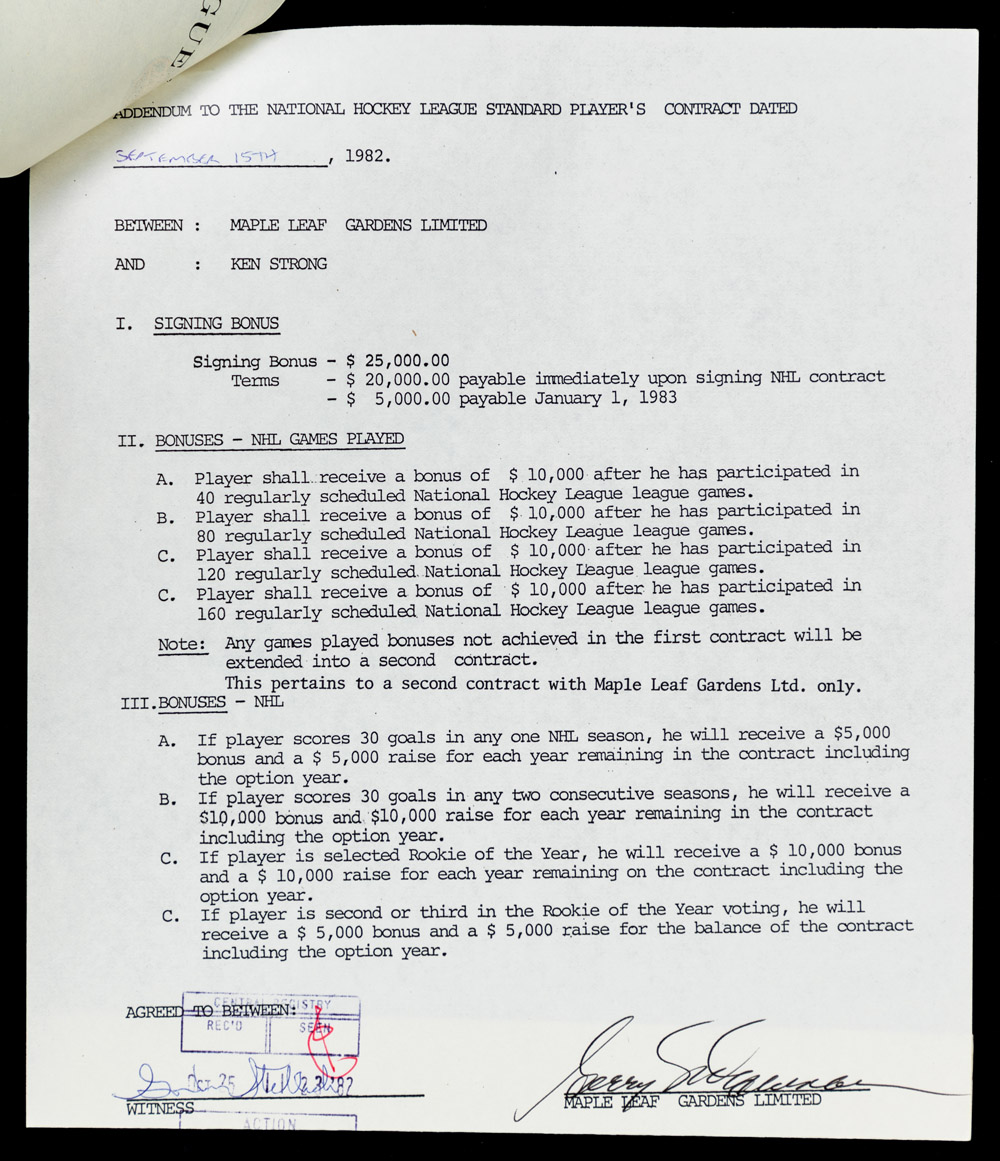 GUE
ADDENDUM TO THE NATIONAL HOCKEY LEAGUE STANDARD PLAYER'S CONTRACT DATED
SEPTEMBER 15TH, 1982.
BETWEEN : MAPLE LEAF GARDENS LIMITED
AND : KEN STRONG
I. SIGNING BONUS
Signing Bonus - $ 25,000.00
Terms - $ 20,000.00 payable immediately upon signing NHL contract
- $ 5,000.00 payable January 1, 1983
II. BONUSES - NHL GAMES PLAYED
A. Player shall receive a bonus of $ 10,000 after he has participated in
40 regularly scheduled National Hockey League league games.
B. Player shall receive a bonus of $ 10,000 after he has participated in
80 regularly scheduled National Hockey League league games.
C. Player shall receive a bonus of $ 10,000 after he has participated in
120 regularly scheduled National Hockey League league games.
C. Player shall receive a bonus of $ 10,000 after he has participated in
160 regularly scheduled National Hockey League league games.
Note: Any games played bonuses not achieved in the first contract will be
extended into a second contract.
This pertains to a second contract with Maple Leaf Gardens Ltd. only.
III. BONUSES - NHL
A. If player scores 30 goals in any one NHL season, he will receive a $5,000
bonus and a $ 5,000 raise for each year remaining in the contract including
the option year.
B. If player scores 30 goals in any two consecutive seasons, he will receive a
$10,000 bonus and $10,000 raise for each year remaining in the contract
including the option year.
C. If player is selected Rookie of the Year, he will receive a $ 10,000 bonus
and a $ 10,000 raise for each year remaining on the contract including the
option year.
C. If player is second or third in the Rookie of the Year voting, he will
receive a $ 5,000 bonus and a $ 5,000 raise for the balance of the contract
including the option year.
CENTRAL REGISTRY
AGREED TO BETWEEN:
REC'D
WITNESS
MAPLE LEAF GARDENS LIMITED
ACTION